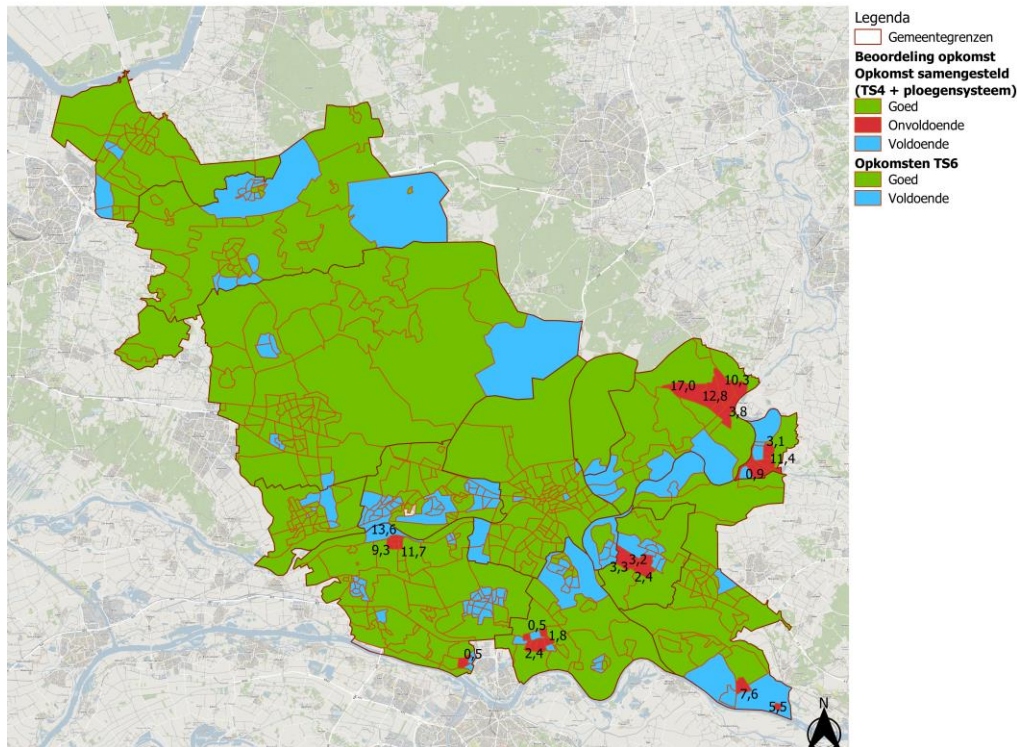 Legenda
Gemeentegrenzen
Beoordeling opkomst
Opkomst samengesteld
(TS4 + ploegensysteem)
Goed
Onvoldoende
Voldoende
Opkomsten TS6
Goed
Voldoende
10,3
17,0
12,8
3,8
3,1
11,4
0,9
13,6
9,3
11,7
3,2
3,3
2,4
0,5
1,8
2,4
0,5
7,6
5,5
N